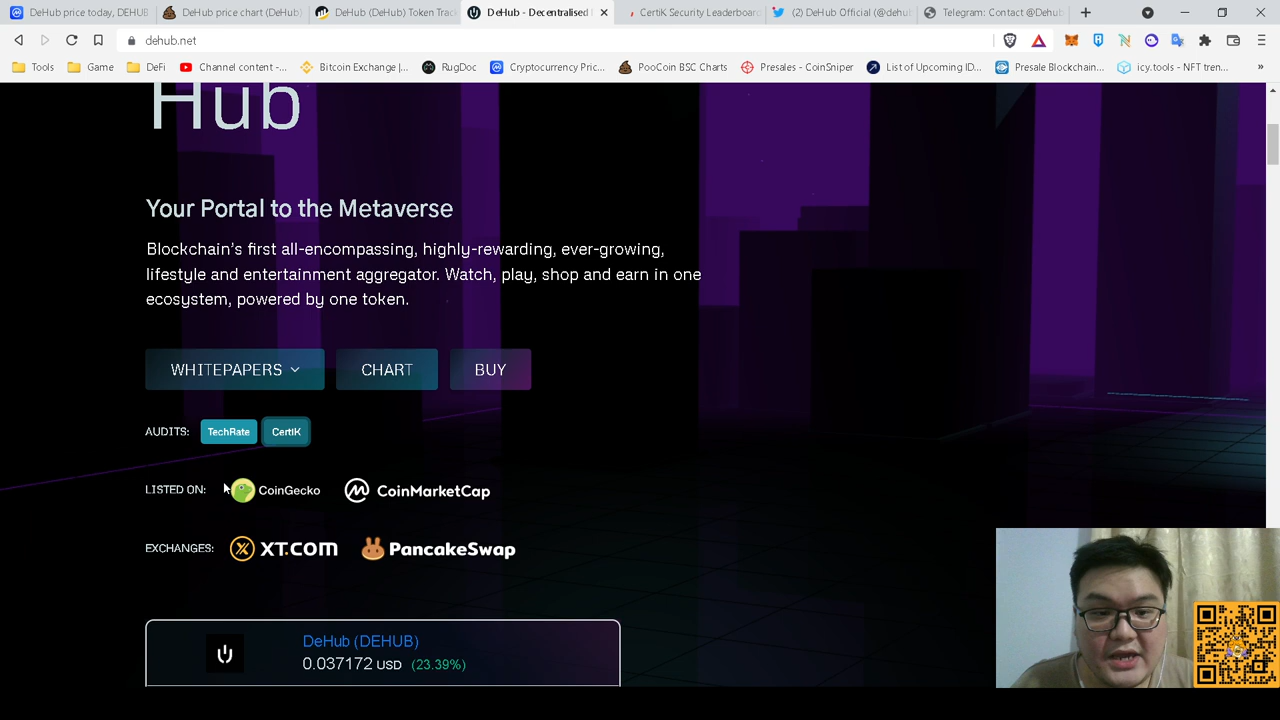 DeHub price today, DEHUB
DeHub price chart (DeHub)
DeHub (DeHub) Token Trac
DeHub - Decentralised
CertiK Security Leaderboard
(2) DeHub Official (@dehub
Telegram: Contact @Dehub
dehub.net
Tools
Game
DeFi
Channel content -...
Bitcoin Exchange |...
RugDoc
Cryptocurrency Pric...
PooCoin BSC Charts
Presales - CoinSniper
List of Upcoming ID...
Presale Blockchain...
icy.tools - NFT tren...
»
Hub
Your Portal to the Metaverse
Blockchain's first all-encompassing, highly-rewarding, ever-growing,
lifestyle and entertainment aggregator. Watch, play, shop and earn in one
ecosystem, powered by one token.
WHITEPAPERS CHART BUY
AUDITS: TechRate CertiK
LISTED ON: CoinGecko CoinMarketCap
EXCHANGES: XT.COM PancakeSwap
DeHub (DEHUB)
0.037172 USD (23.39%)